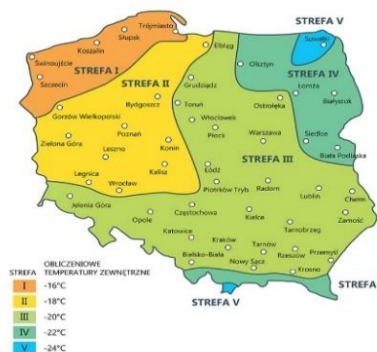 STREFA V
Trójmiasto
Słupsk
Koszalin
Elbląg
Suwałki
Świnoujście
STREFA I
Olsztyn
STREFA IV
Szczecin
STREFA II
Grudziądz
Łomża
Bydgoszcz
Toruń
Ostrołęka
Białystok
Gorzów Wielkopolski
Włocławek
Poznań
Płock
Zielona Góra
Warszawa
Siedlce
Leszno
Konin
Biała Podlaska
STREFA III
Legnica
Kalisz
Łódź
Wrocław
Piotrków Tryb
Radom
Lublin
Chełm
Jelenia Góra
Częstochowa
Kielce
Zamość
Opole
Tarnobrzeg
Katowice
Kraków
Tarnów
Rzeszów
Przemyśl
Bielsko-Biała
Nowy Sącz
Krosno
STREFA
STREFA V
STREFA OBLICZENIOWE TEMPERATURY ZEWNĘTRZNE
I -16°C
II -18°C
III -20°C
IV -22°C
V -24°C